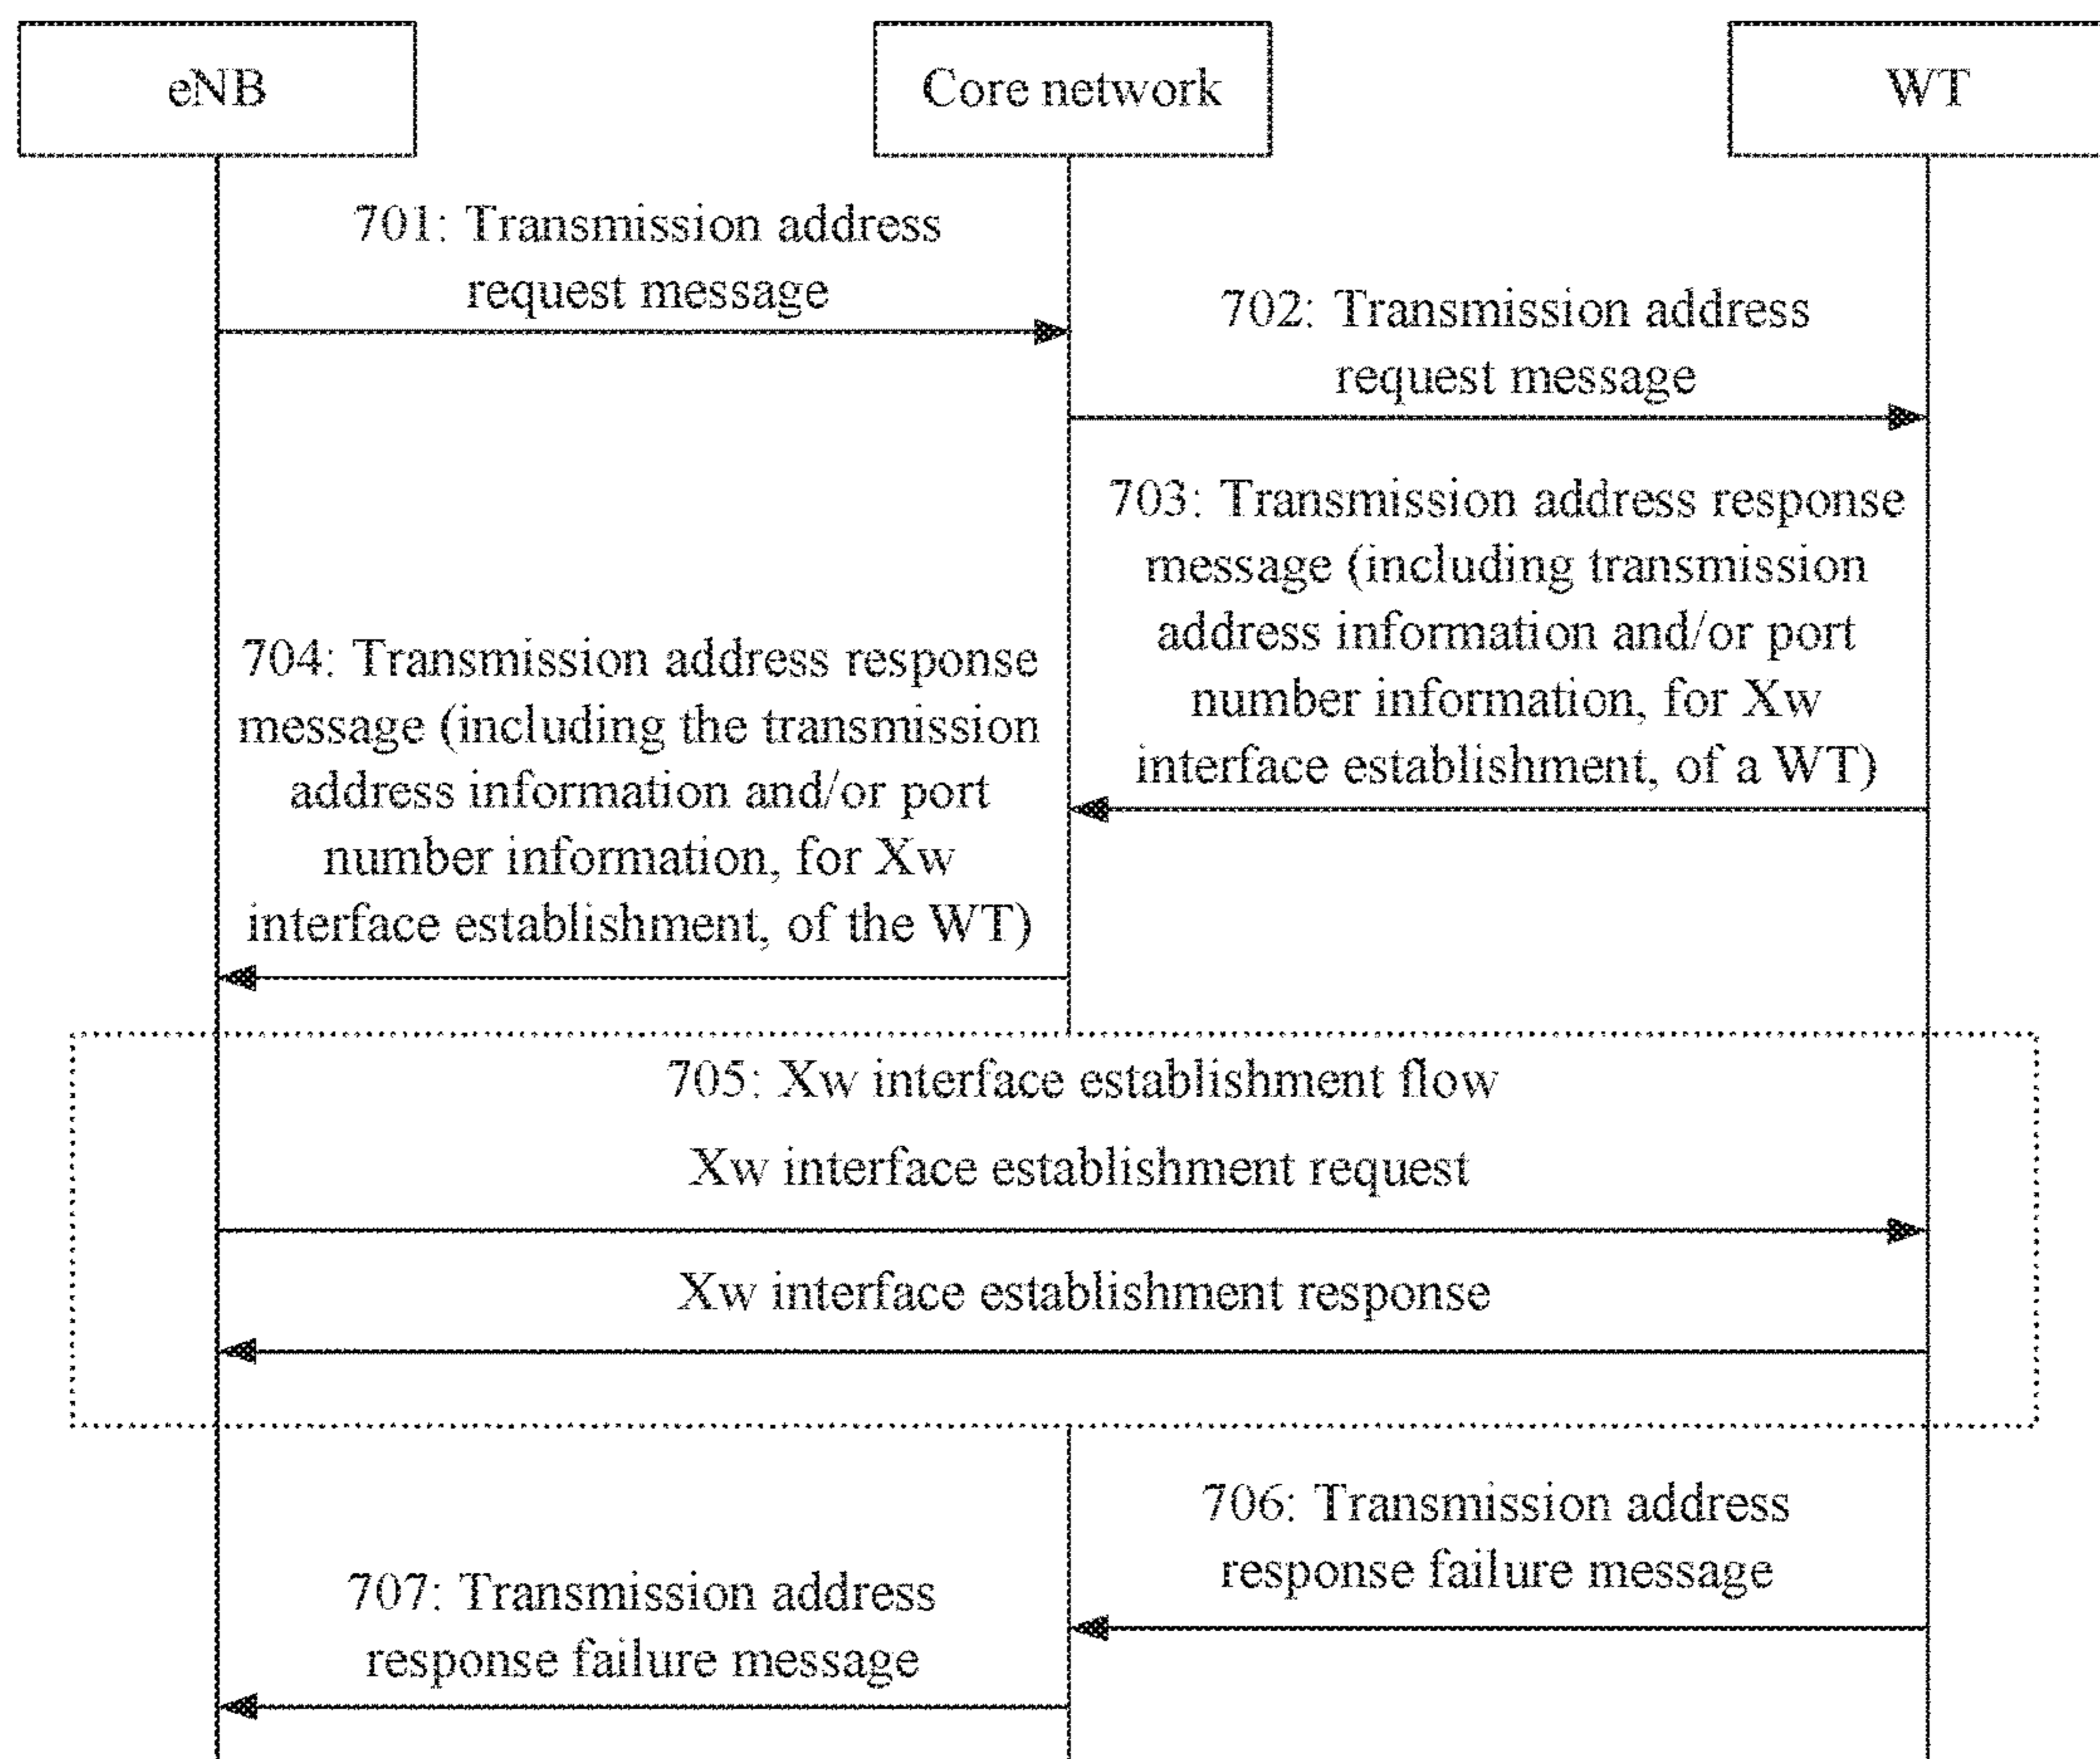 eNB
Core network
WT
701: Transmission address
request message
702: Transmission address
request message
703: Transmission address response
message (including transmission
address information and/or port
number information, for Xw
interface establishment, of a WT)
704: Transmission address response
message (including the transmission
address information and/or port
number information, for Xw
interface establishment, of the WT)
705: Xw interface establishment flow
Xw interface establishment request
Xw interface establishment response
706: Transmission address
response failure message
707: Transmission address
response failure message